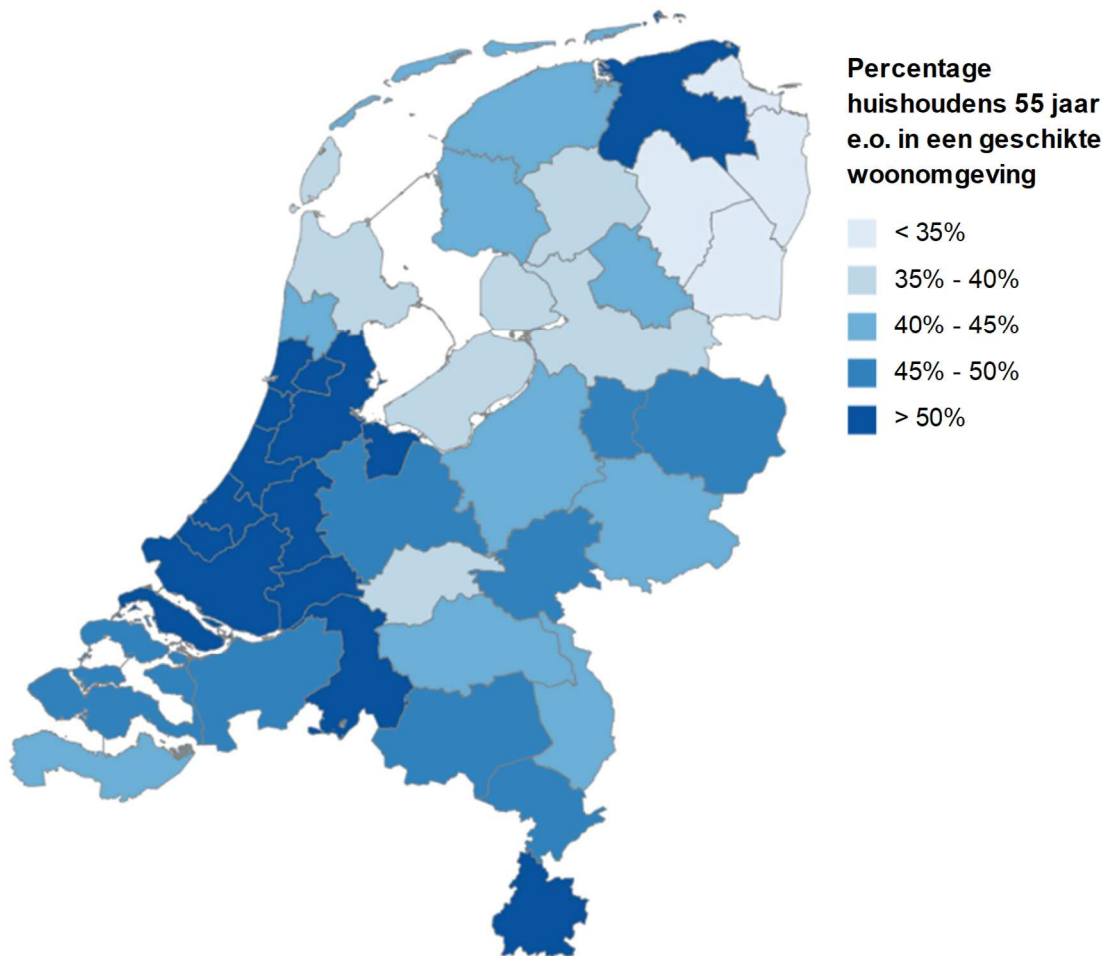 Percentage
huishoudens 55 jaar
e.o. in een geschikte
woonomgeving
< 35%
35% - 40%
40% - 45%
45% - 50%
> 50%